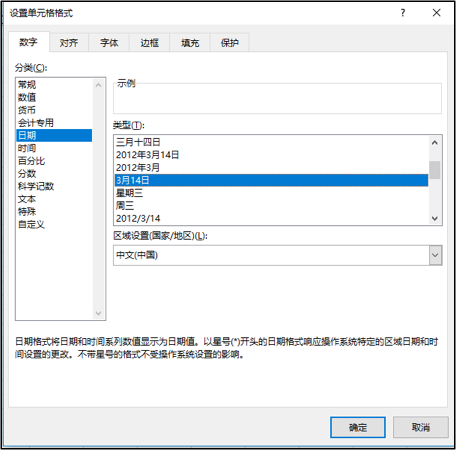 设置单元格格式
? ×
数字 对齐 字体 边框 填充 保护
分类(C):
常规
数值
货币
会计专用
日期
时间
百分比
分数
科学记数
文本
特殊
自定义
示例
类型(T):
三月十四日
2012年3月14日
2012年3月
3月14日
星期三
周三
2012/3/14
区域设置(国家/地区)(L):
中文(中国)
日期格式将日期和时间系列数值显示为日期值。以星号(*)开头的日期格式响应操作系统特定的区域日期和时
间设置的更改。不带星号的格式不受操作系统设置的影响。
确定 取消